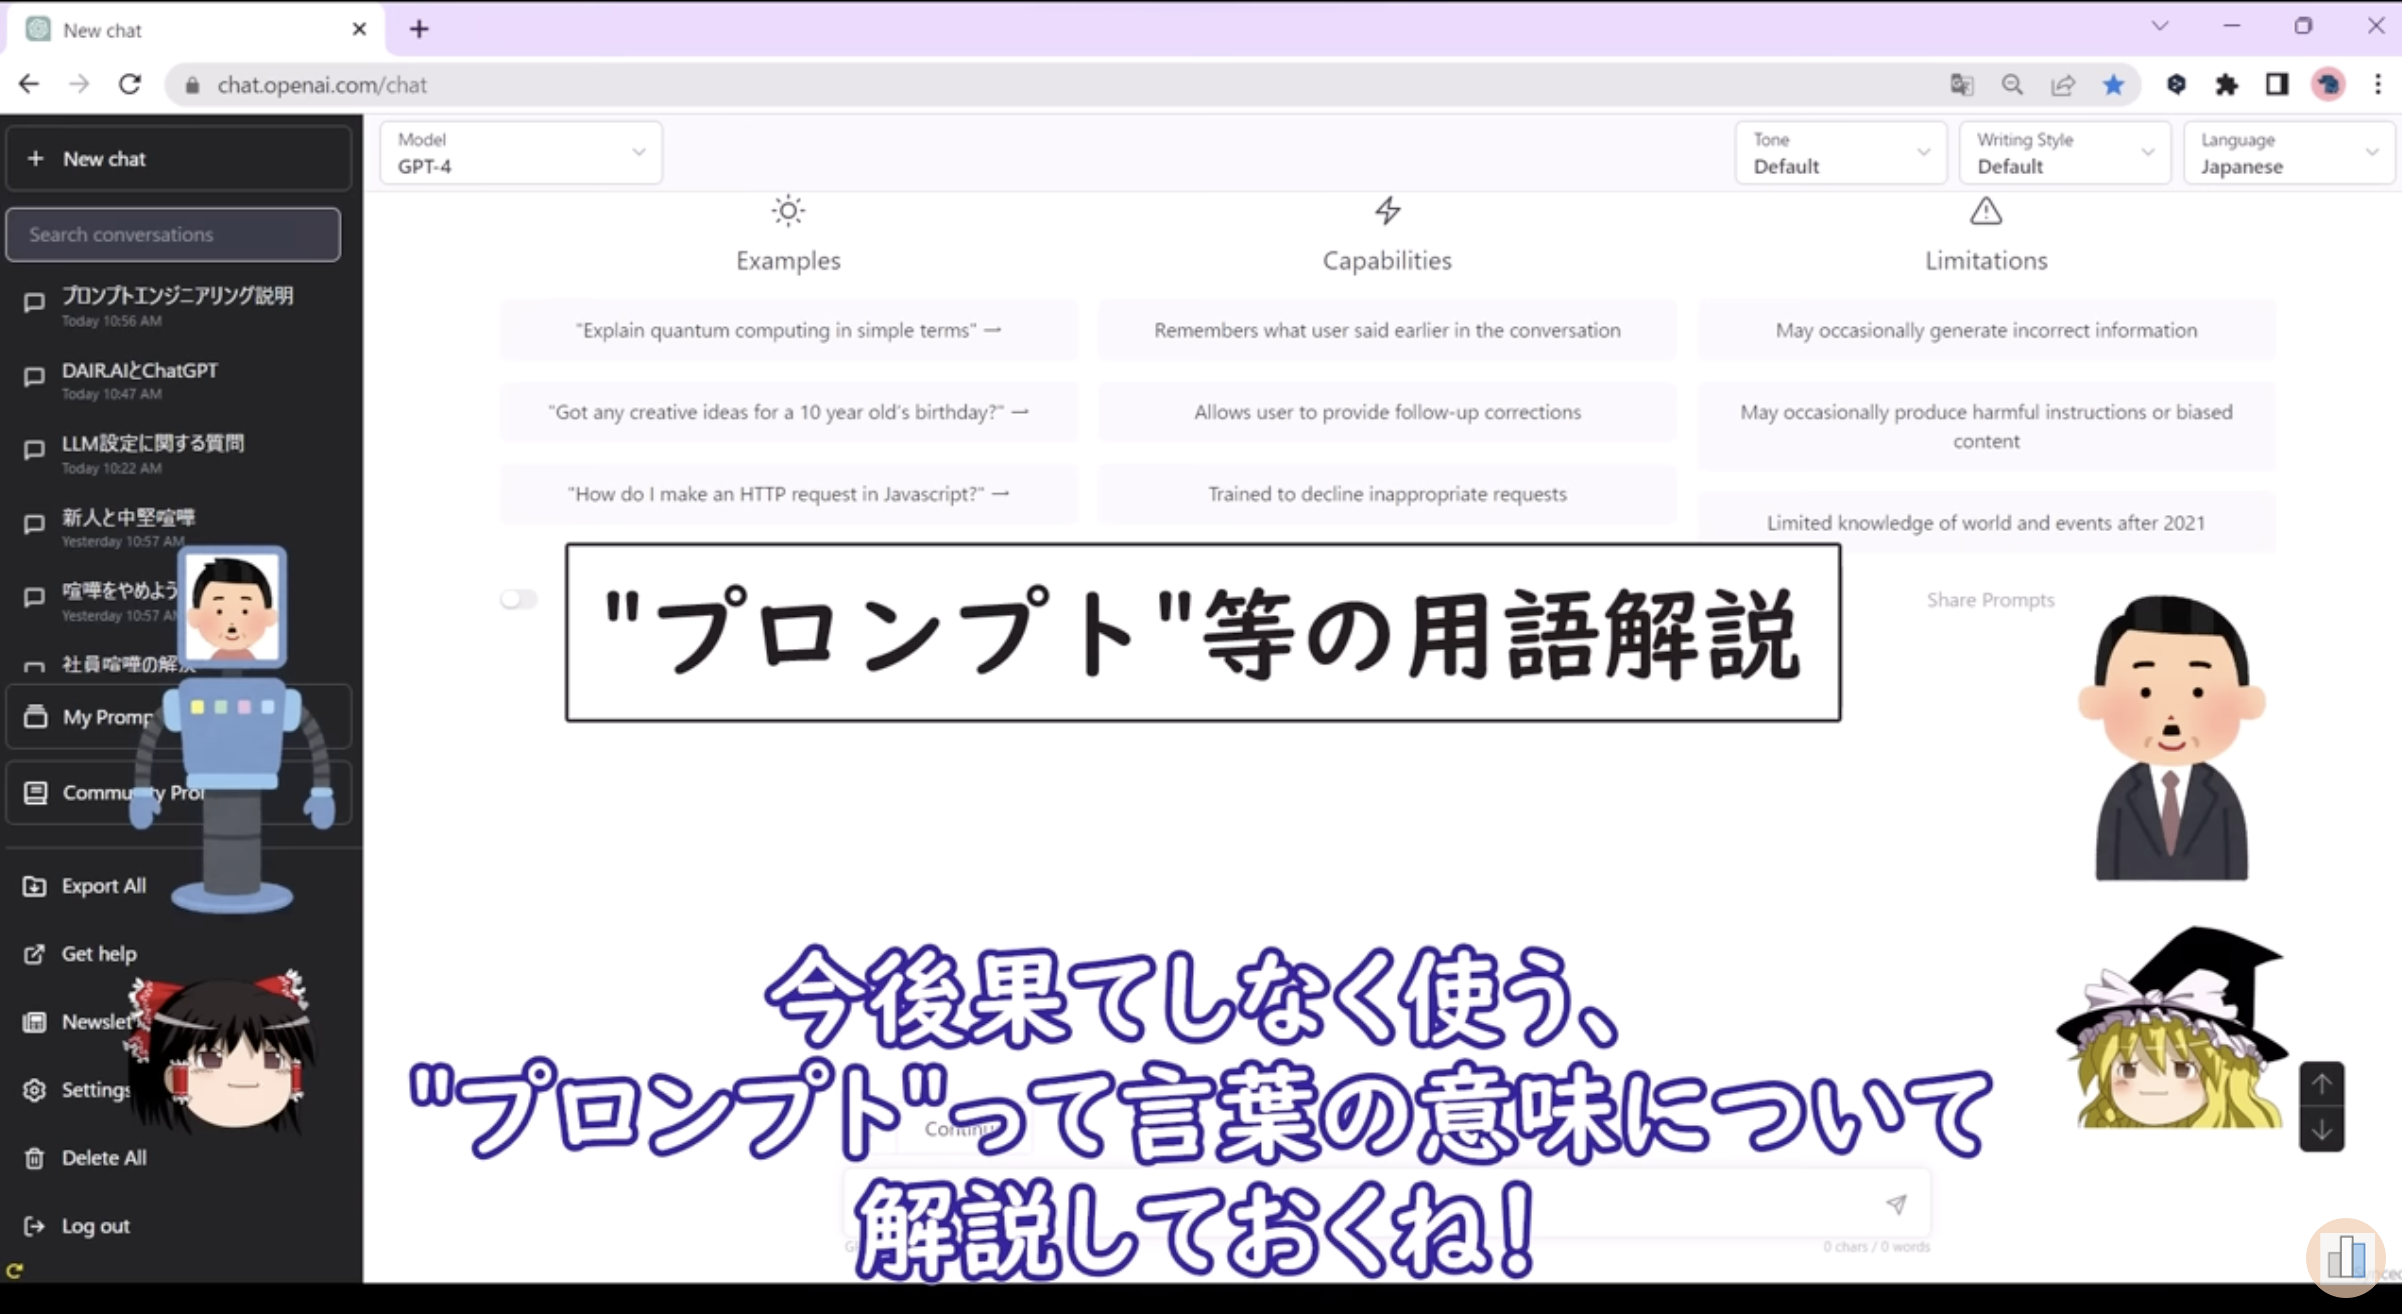 New chat
chat.openai.com/chat
New chat
Model
GPT-4
Tone
Default
Writing Style
Default
Language
Japanese
Search conversations
プロンプトエンジニアリング説明
Today 10:56 AM
DAIR.AIとChatGPT
Today 10:47 AM
LLM設定に関する質問
Today 10:22 AM
新人と中堅喧嘩
Yesterday 10:57 AM
喧嘩をやめよう
Yesterday 10:57 AM
社員喧嘩の解決
My Promp
Community Pro
Export All
Get help
Newslet
Settings
Delete All
Log out
Examples
"Explain quantum computing in simple terms" →
"Got any creative ideas for a 10 year old's birthday?" →
"How do I make an HTTP request in Javascript?" →
Capabilities
Remembers what user said earlier in the conversation
Allows user to provide follow-up corrections
Trained to decline inappropriate requests
Limitations
May occasionally generate incorrect information
May occasionally produce harmful instructions or biased
content
Limited knowledge of world and events after 2021
Share Prompts
"プロンプト"等の用語解説
今後果てしなく使う、
"プロンプト"って言葉の意味について
解説しておくね!
Continu
0 chars / 0 words